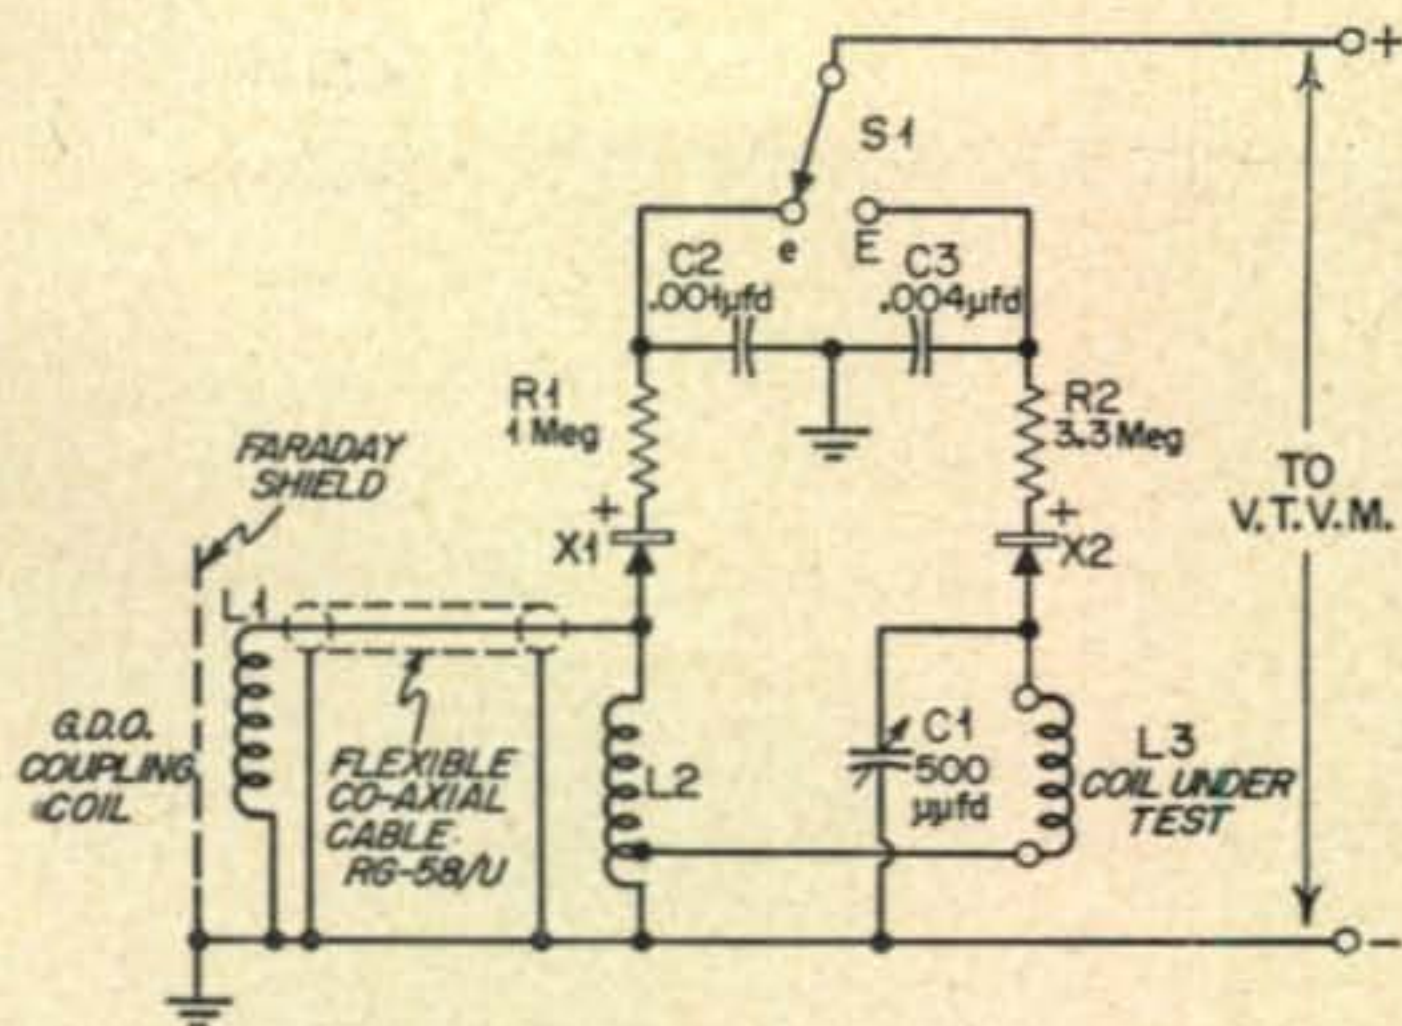 +
S1
e
E
C2
.001µfd
C3
.004µfd
R1
1 Meg
R2
3.3 Meg
FARADAY
SHIELD
+
X1
+
X2
TO
V.T.V.M.
L1
G.D.O.
COUPLING
COIL
FLEXIBLE
CO-AXIAL
CABLE-
RG-58/U
L2
C1
500
µµfd
L3
COIL UNDER
TEST
-